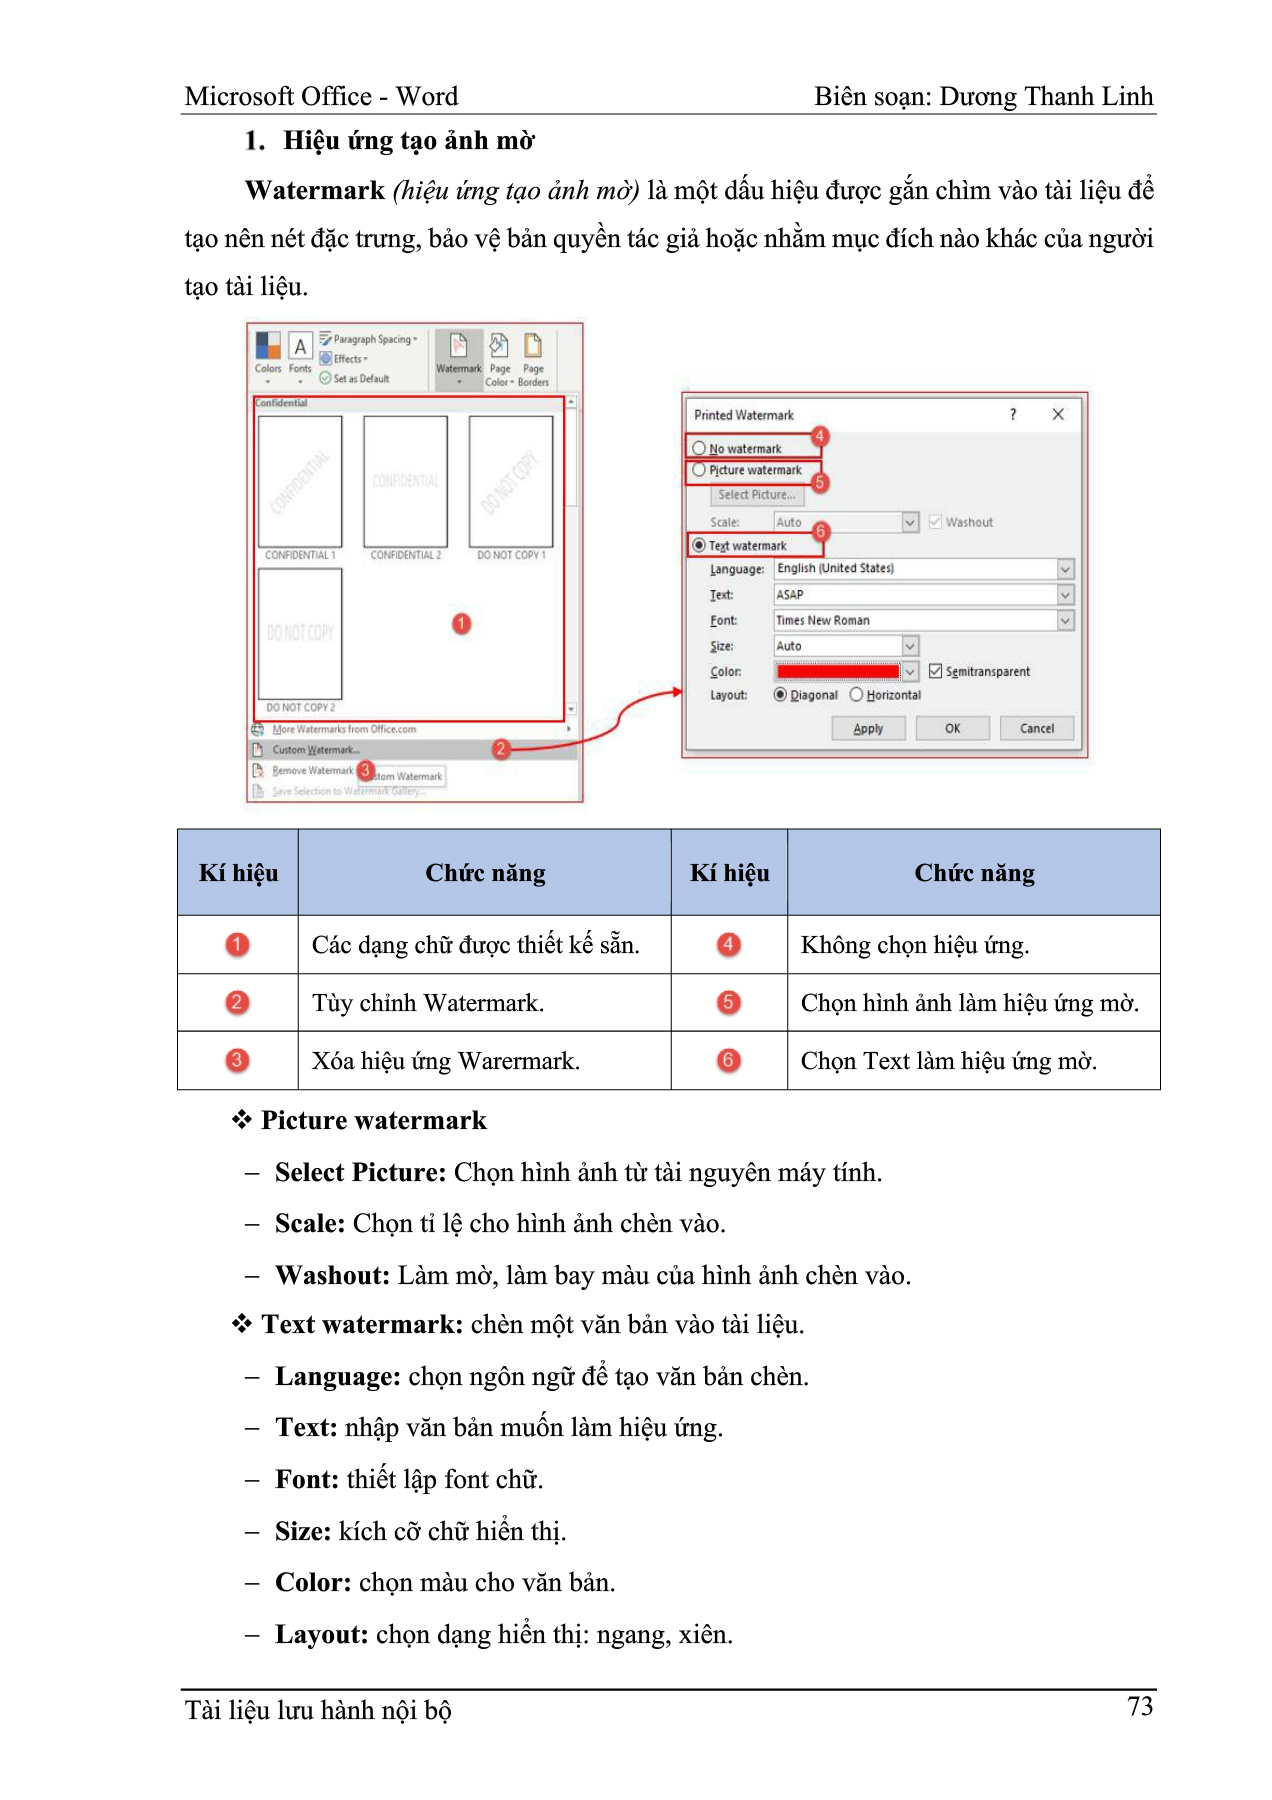 Microsoft Office - Word Biên soạn: Dương Thanh Linh
1. Hiệu ứng tạo ảnh mờ
Watermark (hiệu ứng tạo ảnh mờ) là một dấu hiệu được gắn chìm vào tài liệu để
tạo nên nét đặc trưng, bảo vệ bản quyền tác giả hoặc nhằm mục đích nào khác của người
tạo tài liệu.
Colors
Fonts
A
Paragraph Spacing
Effects
Set as Default
Watermark
Page
Color
Page
Borders
Confidential
CONFIDENTIAL
CONFIDENTIAL
DO NOT COPY
CONFIDENTIAL 1
CONFIDENTIAL 2
DO NOT COPY 1
DO NOT COPY
1
DO NOT COPY 2
More Watermarks from Office.com
Custom Watermark...
2
Remove Watermark
3
stom Watermark
Save Selection to Watermark Gallery...
Printed Watermark ?
No watermark
4
Picture watermark
5
Select Picture...
Scale: Auto Washout
6
Text watermark
Language: English (United States)
Text: ASAP
Font: Times New Roman
Size: Auto
Color: Semitransparent
Layout: Diagonal Horizontal
Apply OK Cancel
Kí hiệu Chức năng Kí hiệu Chức năng
1 Các dạng chữ được thiết kế sẵn. 4 Không chọn hiệu ứng.
2 Tùy chỉnh Watermark. 5 Chọn hình ảnh làm hiệu ứng mờ.
3 Xóa hiệu ứng Warermark. 6 Chọn Text làm hiệu ứng mờ.
❖ Picture watermark
– Select Picture: Chọn hình ảnh từ tài nguyên máy tính.
– Scale: Chọn tỉ lệ cho hình ảnh chèn vào.
– Washout: Làm mờ, làm bay màu của hình ảnh chèn vào.
❖ Text watermark: chèn một văn bản vào tài liệu.
– Language: chọn ngôn ngữ để tạo văn bản chèn.
– Text: nhập văn bản muốn làm hiệu ứng.
– Font: thiết lập font chữ.
– Size: kích cỡ chữ hiển thị.
– Color: chọn màu cho văn bản.
– Layout: chọn dạng hiển thị: ngang, xiên.
Tài liệu lưu hành nội bộ 73